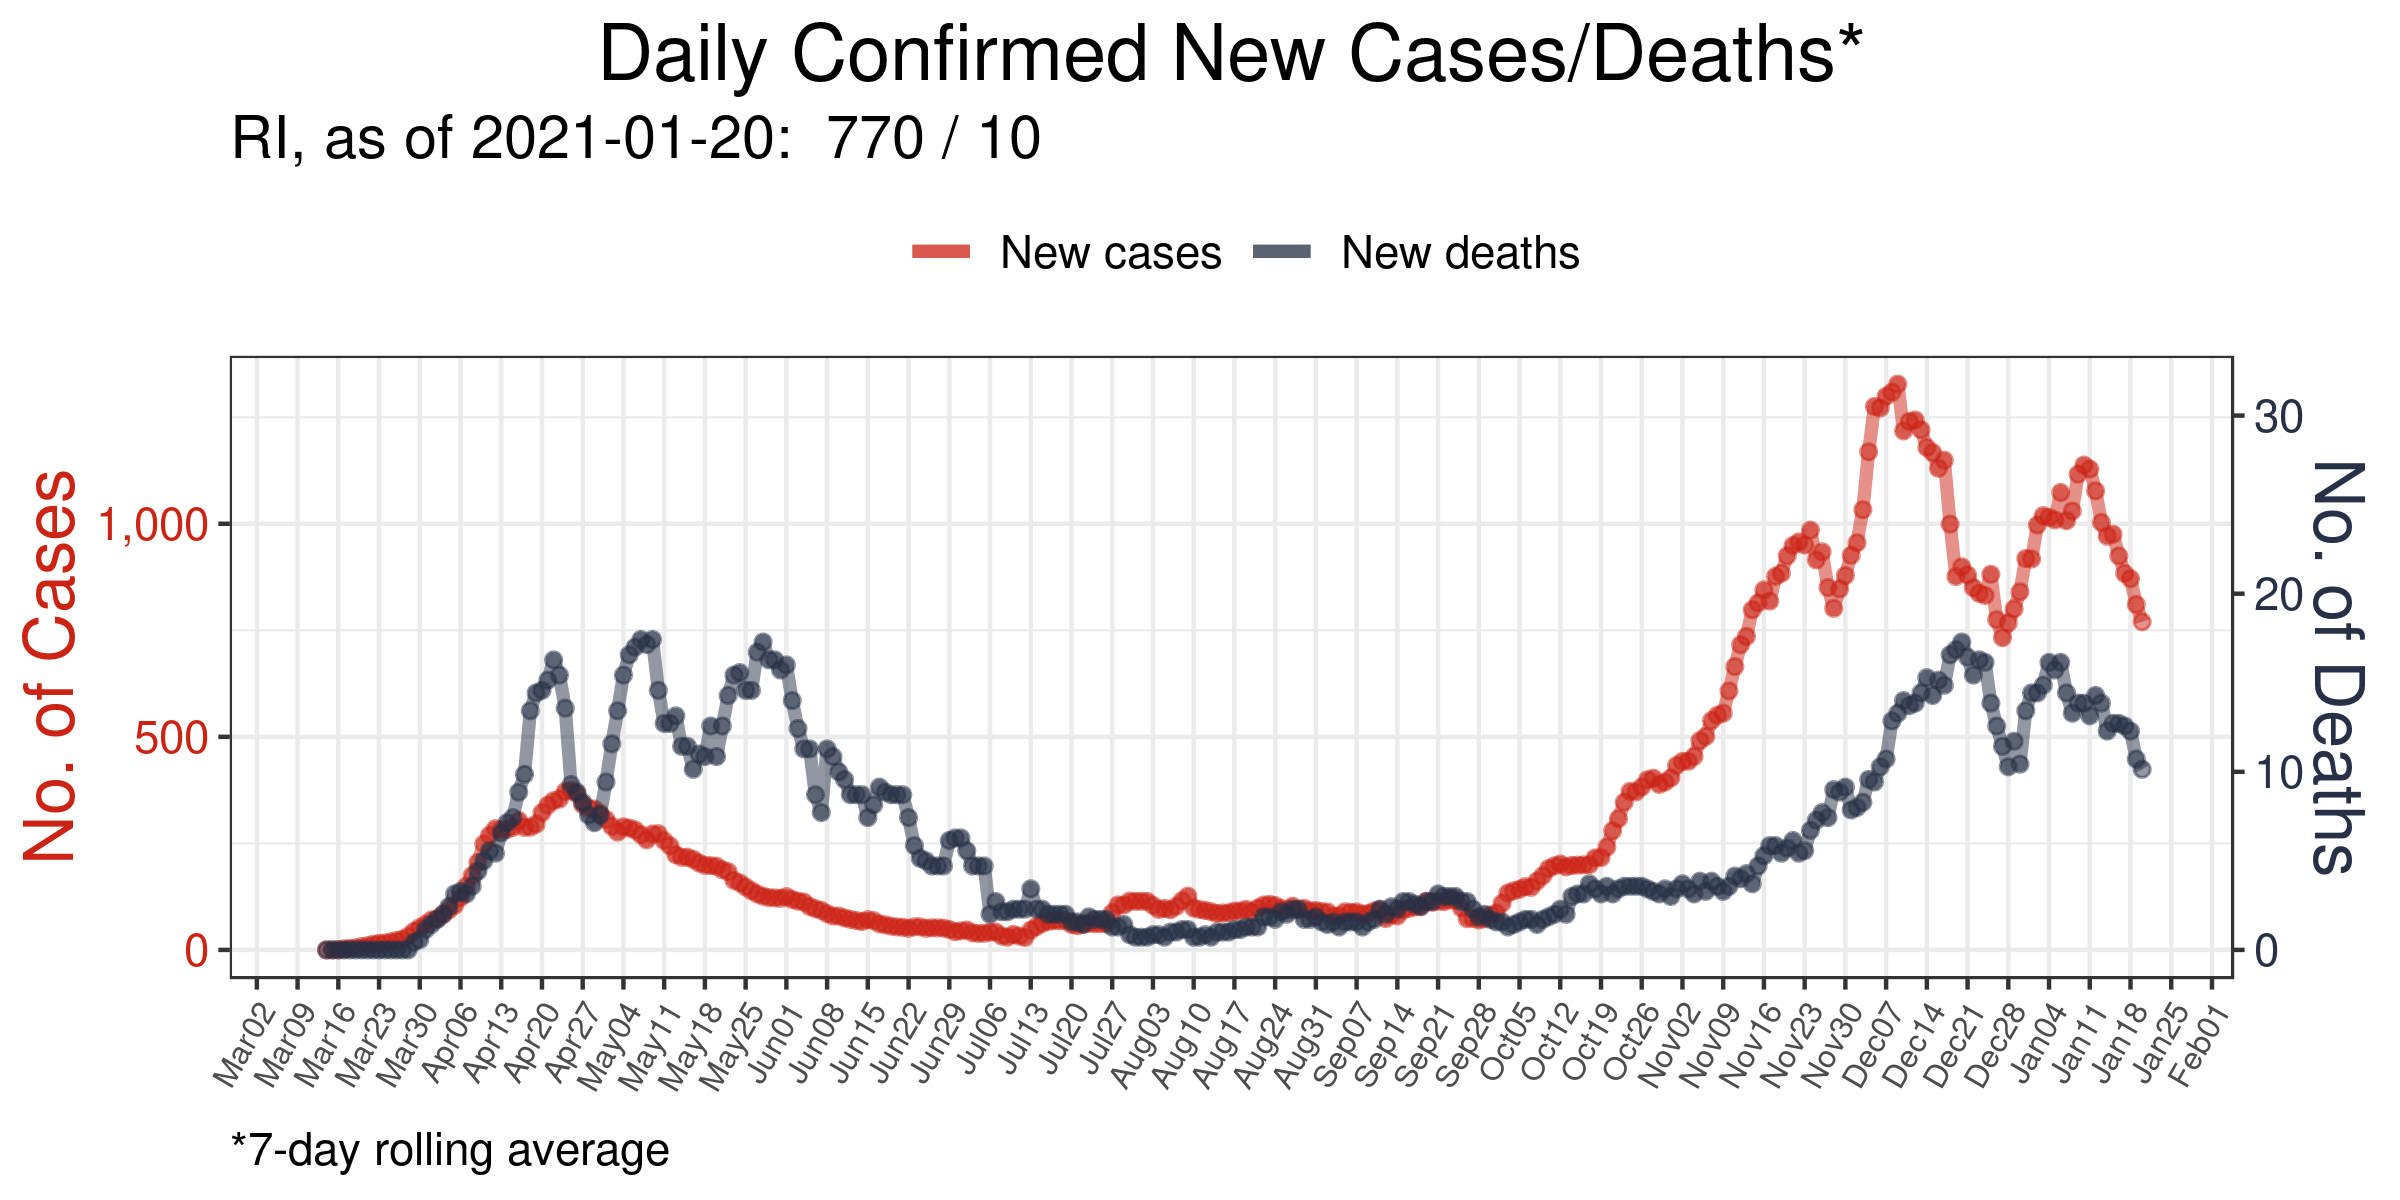 Daily Confirmed New Cases/Deaths*
RI, as of 2021-01-20:  770 / 10
New cases
New deaths
No. of Cases
1,000
500
0
30
20
10
0
No. of Deaths
Mar02
Mar09
Mar16
Mar23
Mar30
Apr06
Apr13
Apr20
Apr27
May04
May11
May18
May25
Jun01
Jun08
Jun15
Jun22
Jun29
Jul06
Jul13
Jul20
Jul27
Aug03
Aug10
Aug17
Aug24
Aug31
Sep07
Sep14
Sep21
Sep28
Oct05
Oct12
Oct19
Oct26
Nov02
Nov09
Nov16
Nov23
Nov30
Dec07
Dec14
Dec21
Dec28
Jan04
Jan11
Jan18
Jan25
Feb01
*7-day rolling average